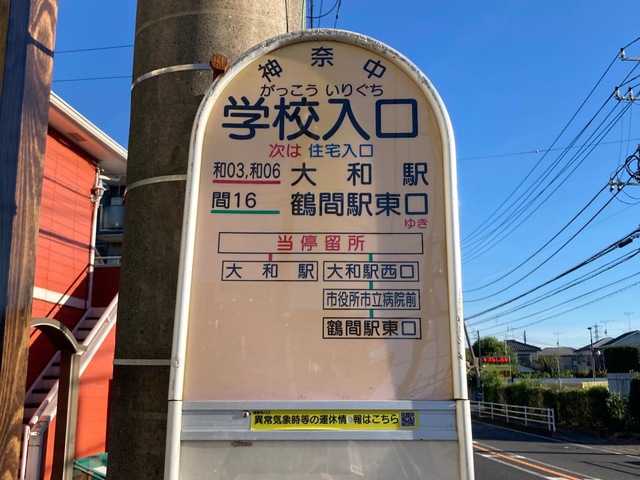 神奈中
がっこう いりぐち
学校入口
次は 住宅入口
和03,和06 大和駅
間16 鶴間駅東口
ゆき
当停留所
大和駅 大和駅西口
市役所市立病院前
鶴間駅東口
異常気象時等の運休情報はこちら